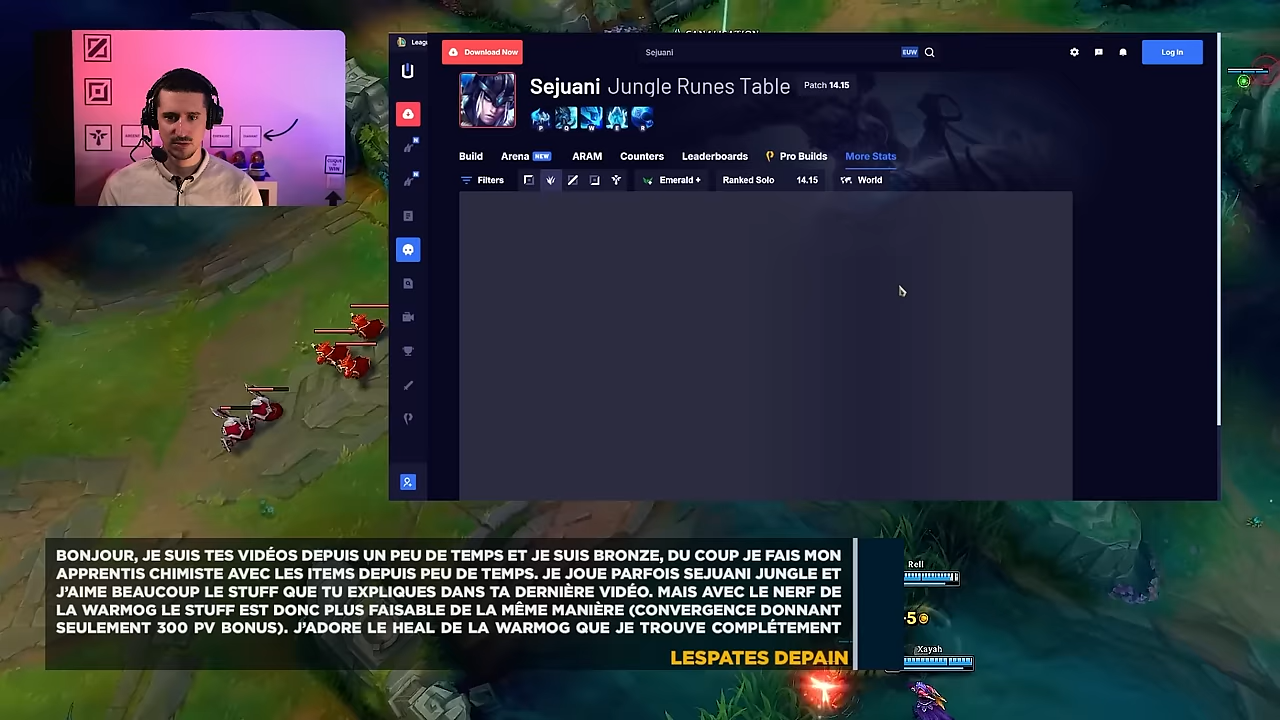 Leagu
Download Now
Sejuani
EUW
Log In
Sejuani Jungle Runes Table
Patch 14.15
P Q W E R
Build
Arena NEW
ARAM
Counters
Leaderboards
Pro Builds
More Stats
Filters
Emerald +
Ranked Solo
14.15
World
BONJOUR, JE SUIS TES VIDÉOS DEPUIS UN PEU DE TEMPS ET JE SUIS BRONZE, DU COUP JE FAIS MON
APPRENTIS CHIMISTE AVEC LES ITEMS DEPUIS PEU DE TEMPS. JE JOUE PARFOIS SEJUANI JUNGLE ET
J'AIME BEAUCOUP LE STUFF QUE TU EXPLIQUES DANS TA DERNIÈRE VIDÉO. MAIS AVEC LE NERF DE
LA WARMOG LE STUFF EST DONC PLUS FAISABLE DE LA MÊME MANIÈRE (CONVERGENCE DONNANT
SEULEMENT 300 PV BONUS). J'ADORE LE HEAL DE LA WARMOG QUE JE TROUVE COMPLÉTEMENT
LESPATES DEPAIN
Rell
5
Xayah